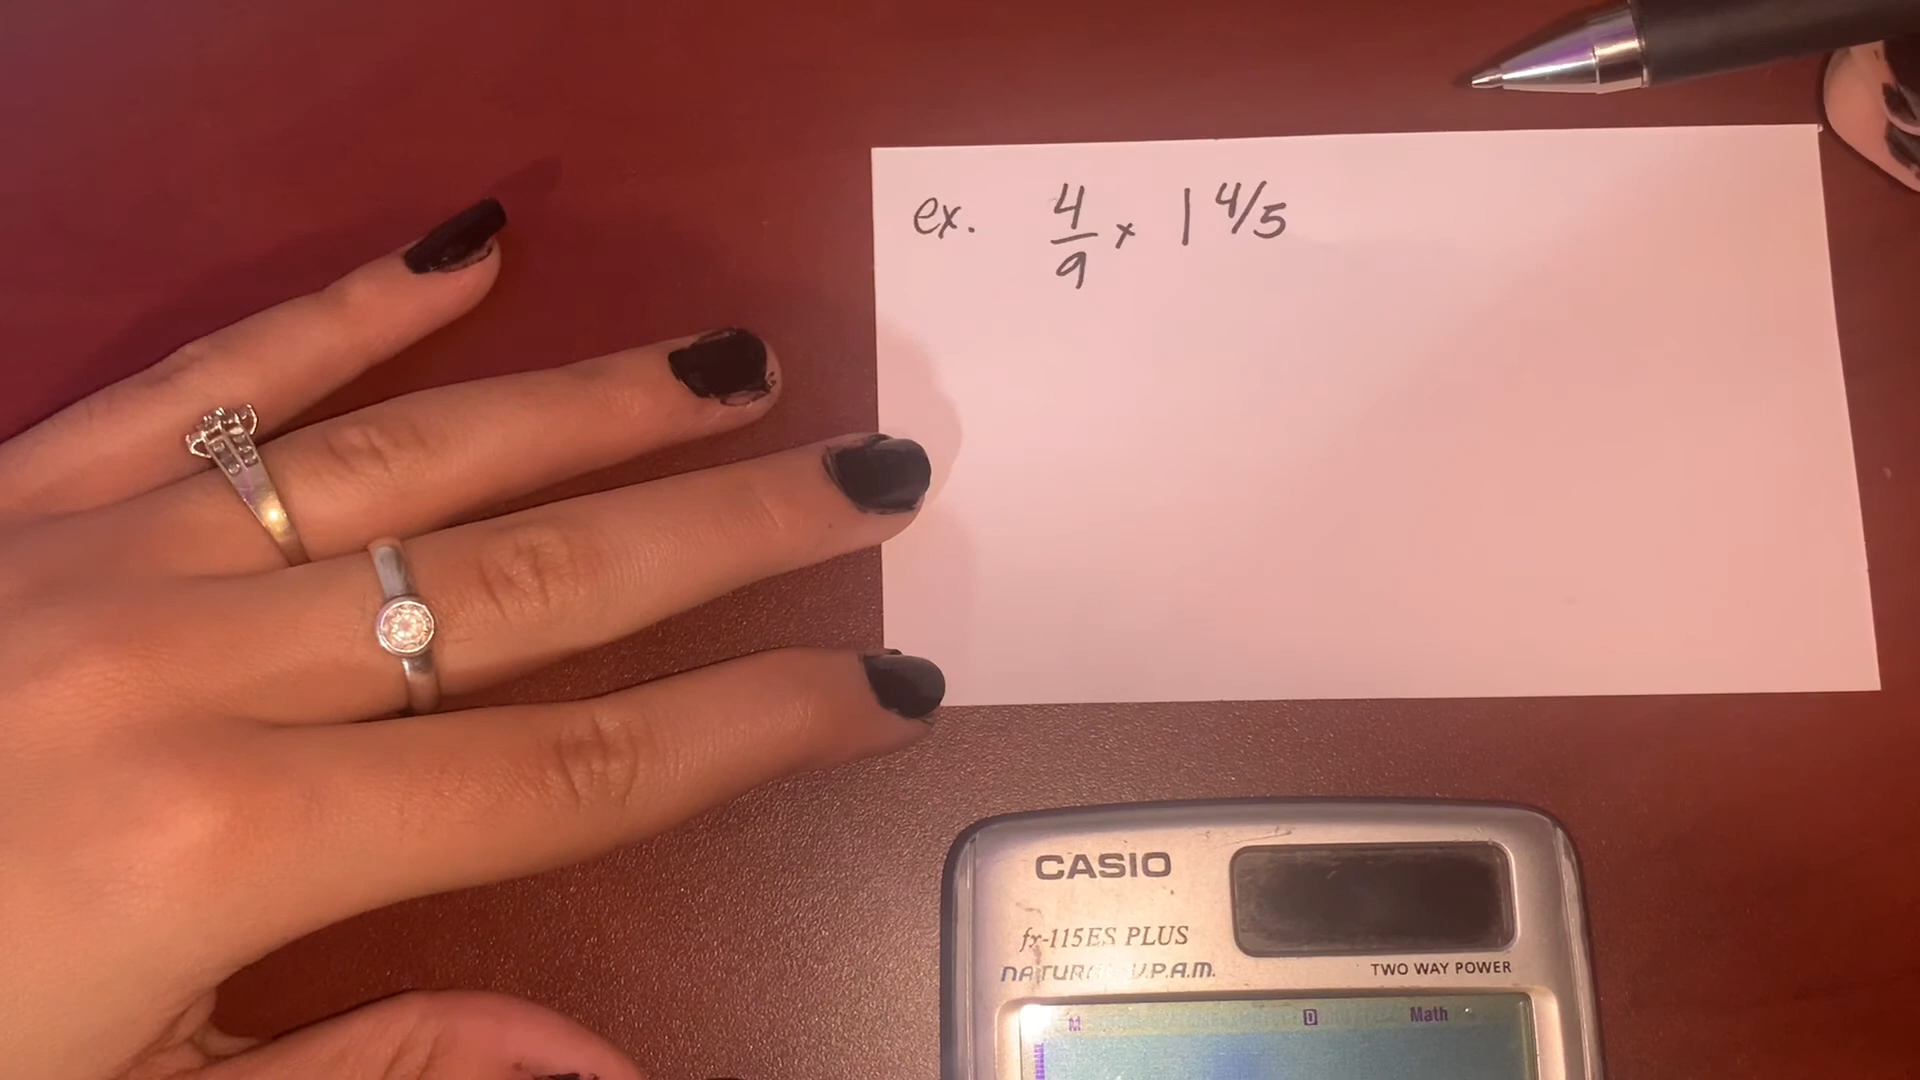 ex. 4/9 × 1 4/5
CASIO
fx-115ES PLUS
NATURAL V.P.A.M.
TWO WAY POWER
M D Math